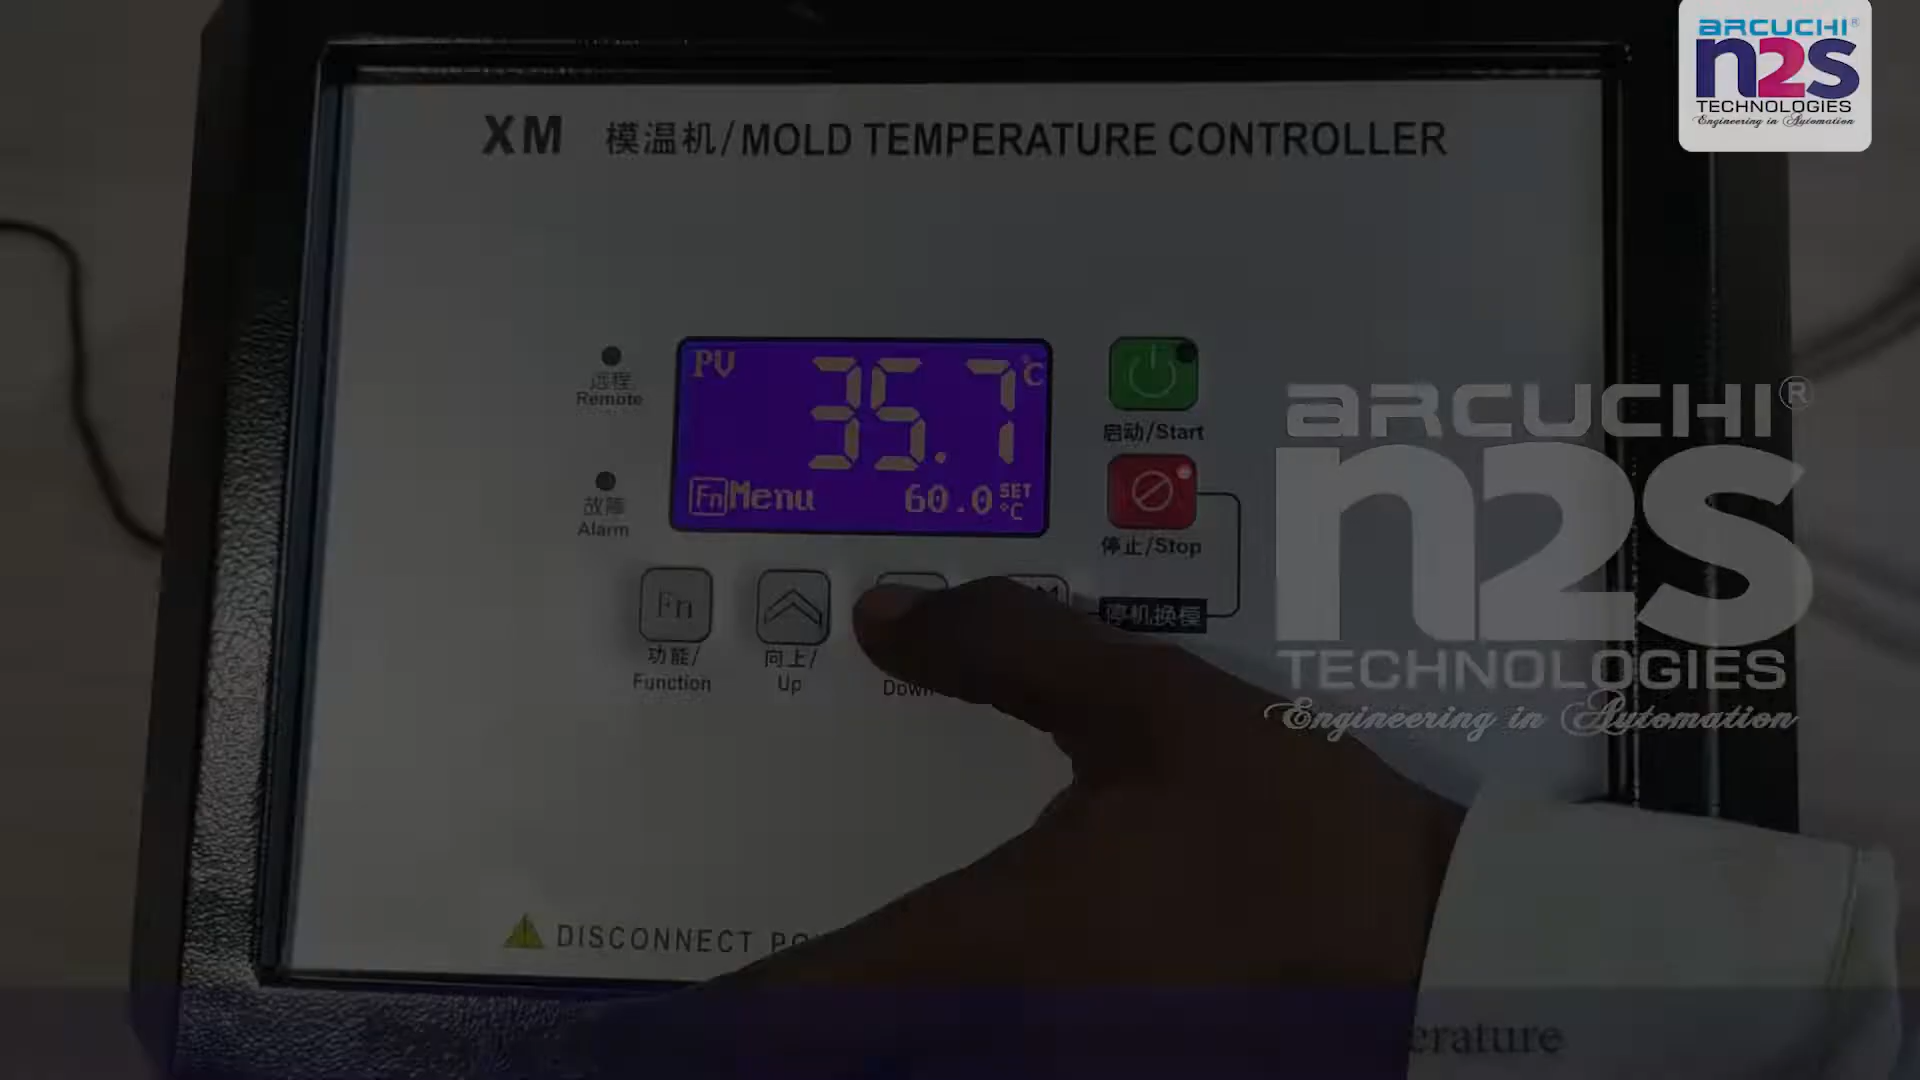 ARCUCHI®
n2s
TECHNOLOGIES
Engineering in Automation
XM 模温机/MOLD TEMPERATURE CONTROLLER
PV 35.7 °C
Fn Menu 60.0 SET °C
远程
Remote
故障
Alarm
启动/Start
停止/Stop
停机换模
Fn
功能/
Function
向上/
Up
Down
ARCUCHI®
n2s
TECHNOLOGIES
Engineering in Automation
DISCONNECT
erature